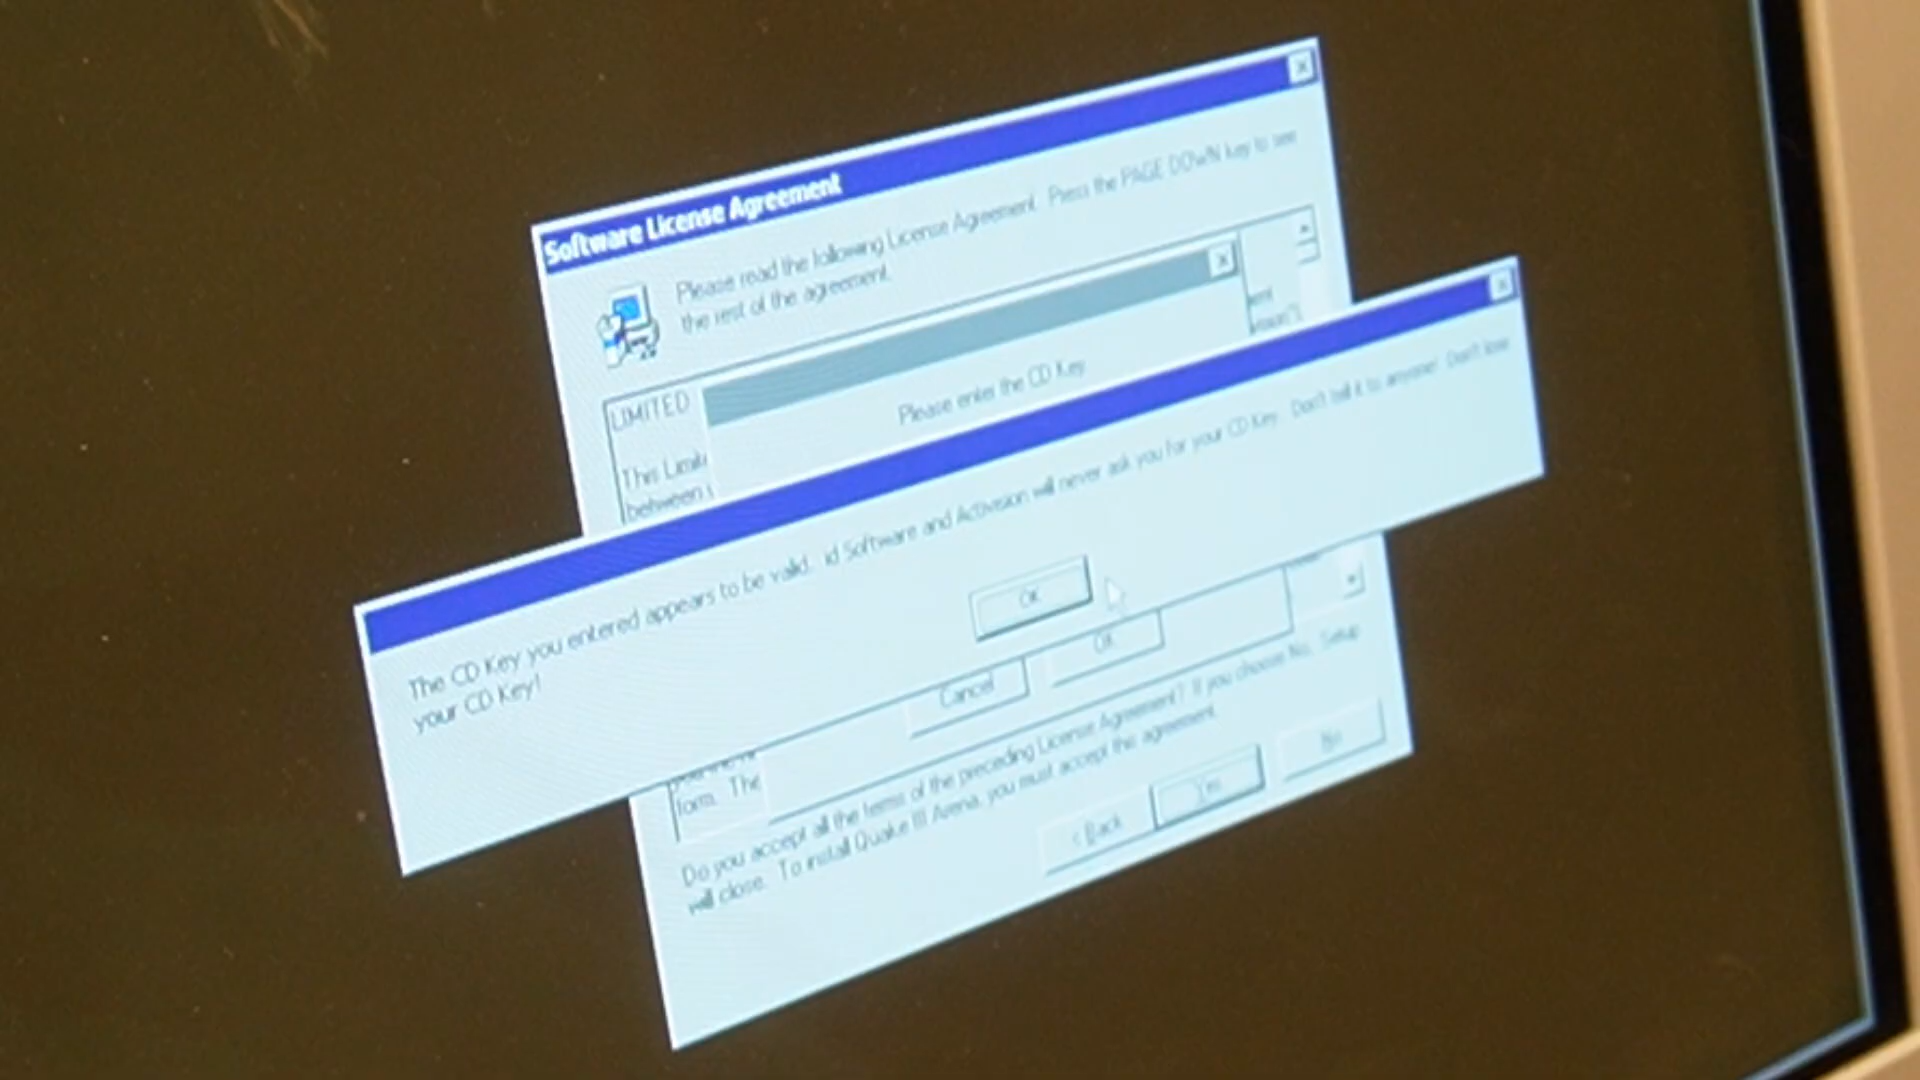 Software License Agreement
Please read the following License Agreement. Press the PAGE DOWN key to see
the rest of the agreement.
LIMITED
Please enter the CD Key
This
between
The CD Key you entered appears to be valid. id Software and Activision will never ask you for your CD Key. Don't tell it to anyone! Don't lose
your CD Key!
OK
OK
Cancel
form. The
Do you accept all the terms of the preceding License Agreement? If you choose No, Setup
will close. To install Quake III Arena, you must accept this agreement.
< Back
Yes
No